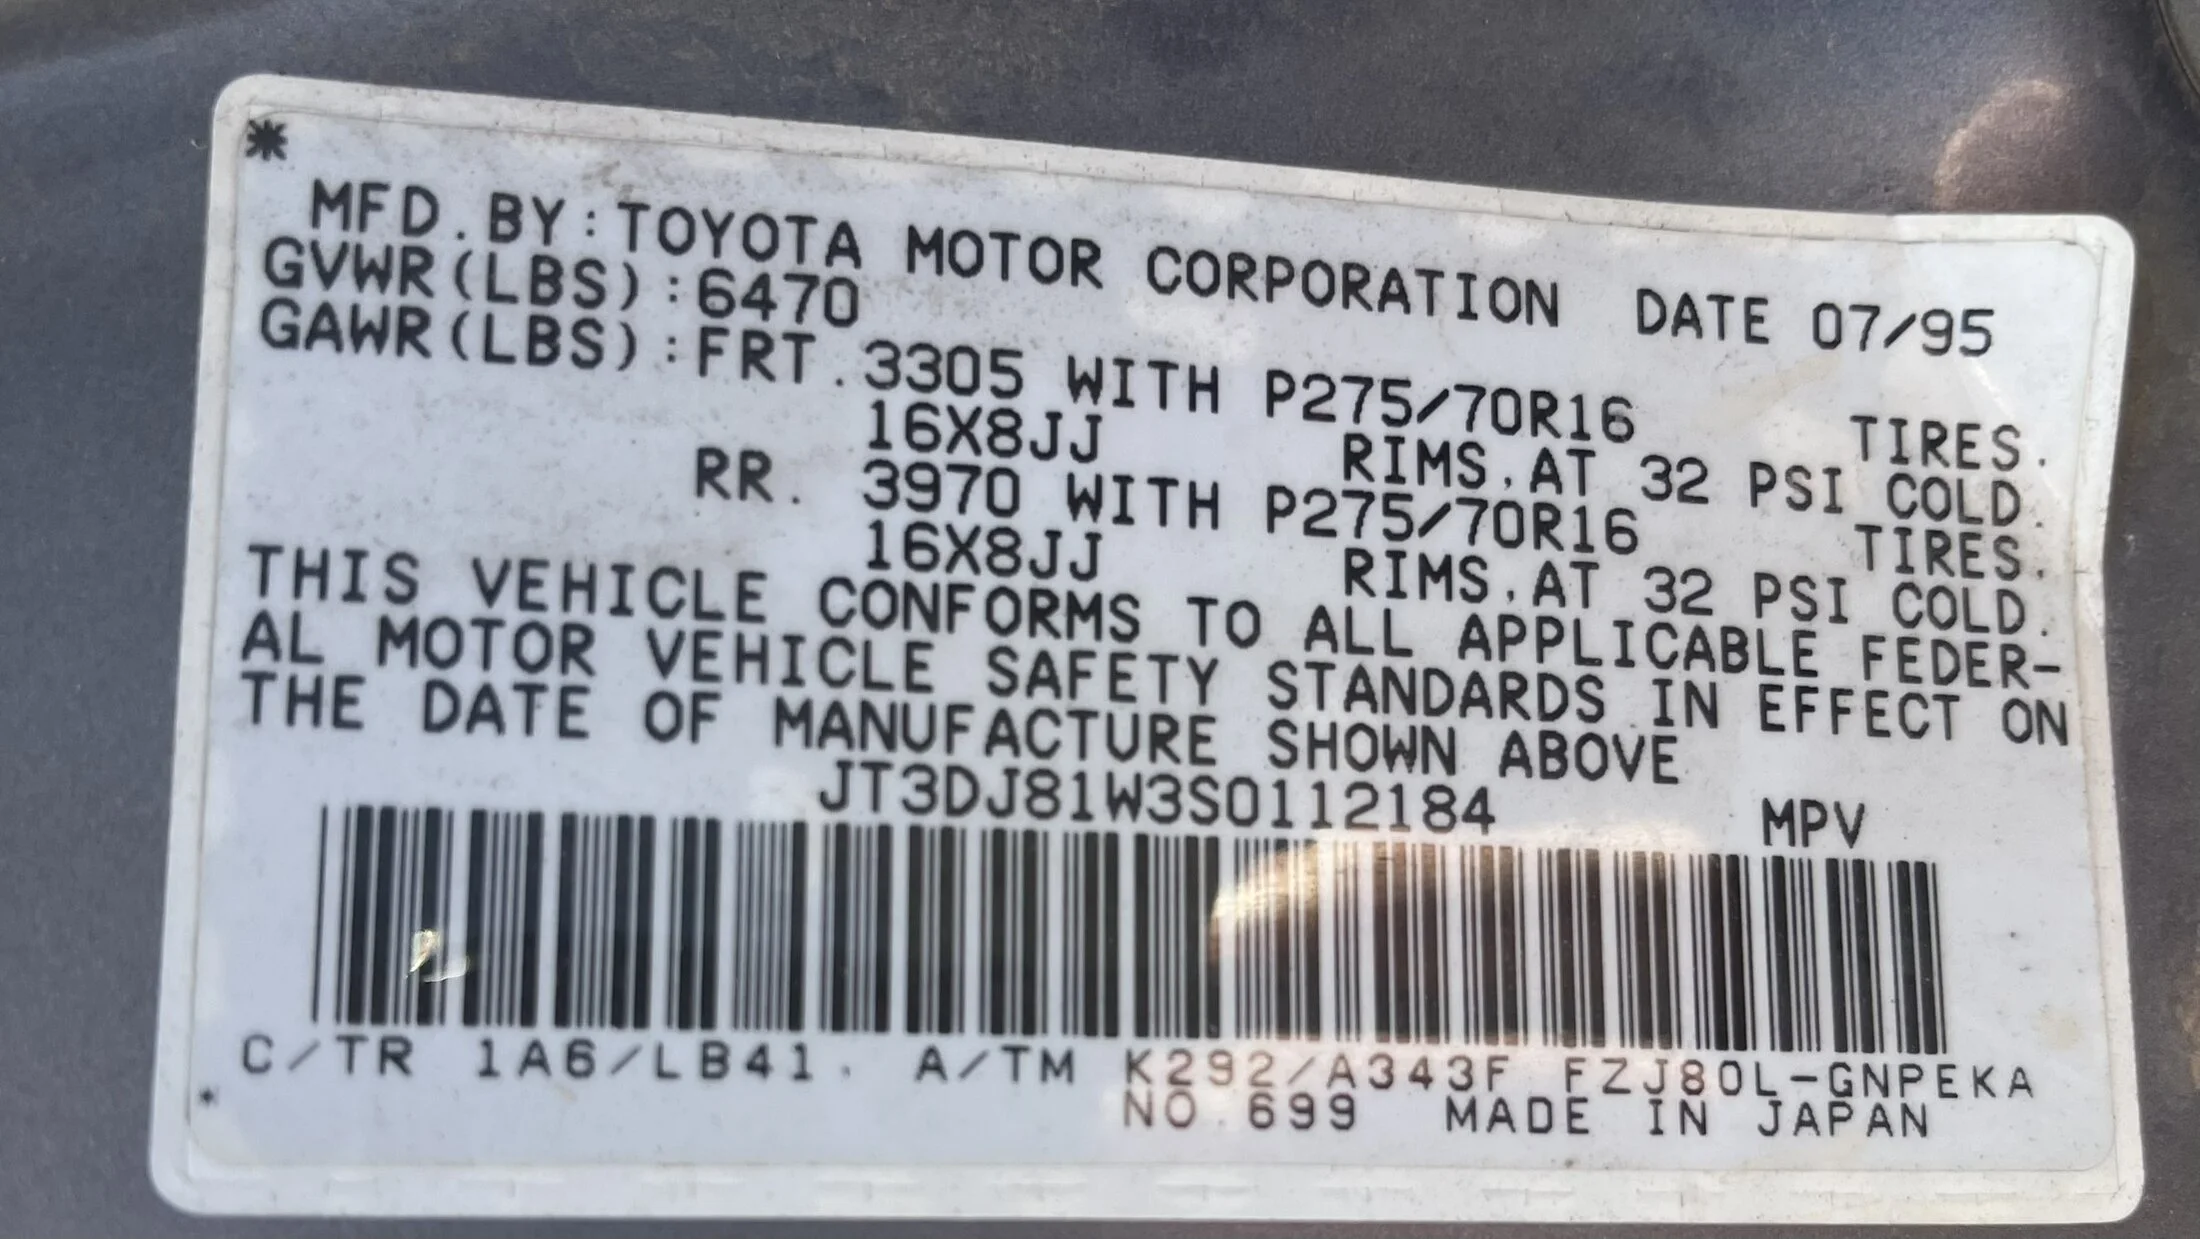 *
MFD.BY:TOYOTA MOTOR CORPORATION DATE 07/95
GVWR(LBS):6470
GAWR(LBS):FRT.3305 WITH P275/70R16 TIRES.
16X8JJ RIMS.AT 32 PSI COLD.
RR. 3970 WITH P275/70R16 TIRES.
16X8JJ RIMS.AT 32 PSI COLD.
THIS VEHICLE CONFORMS TO ALL APPLICABLE FEDER-
AL MOTOR VEHICLE SAFETY STANDARDS IN EFFECT ON
THE DATE OF MANUFACTURE SHOWN ABOVE
JT3DJ81W3S0112184 MPV
C/TR 1A6/LB41. A/TM K292/A343F FZJ80L-GNPEKA
* NO.699 MADE IN JAPAN